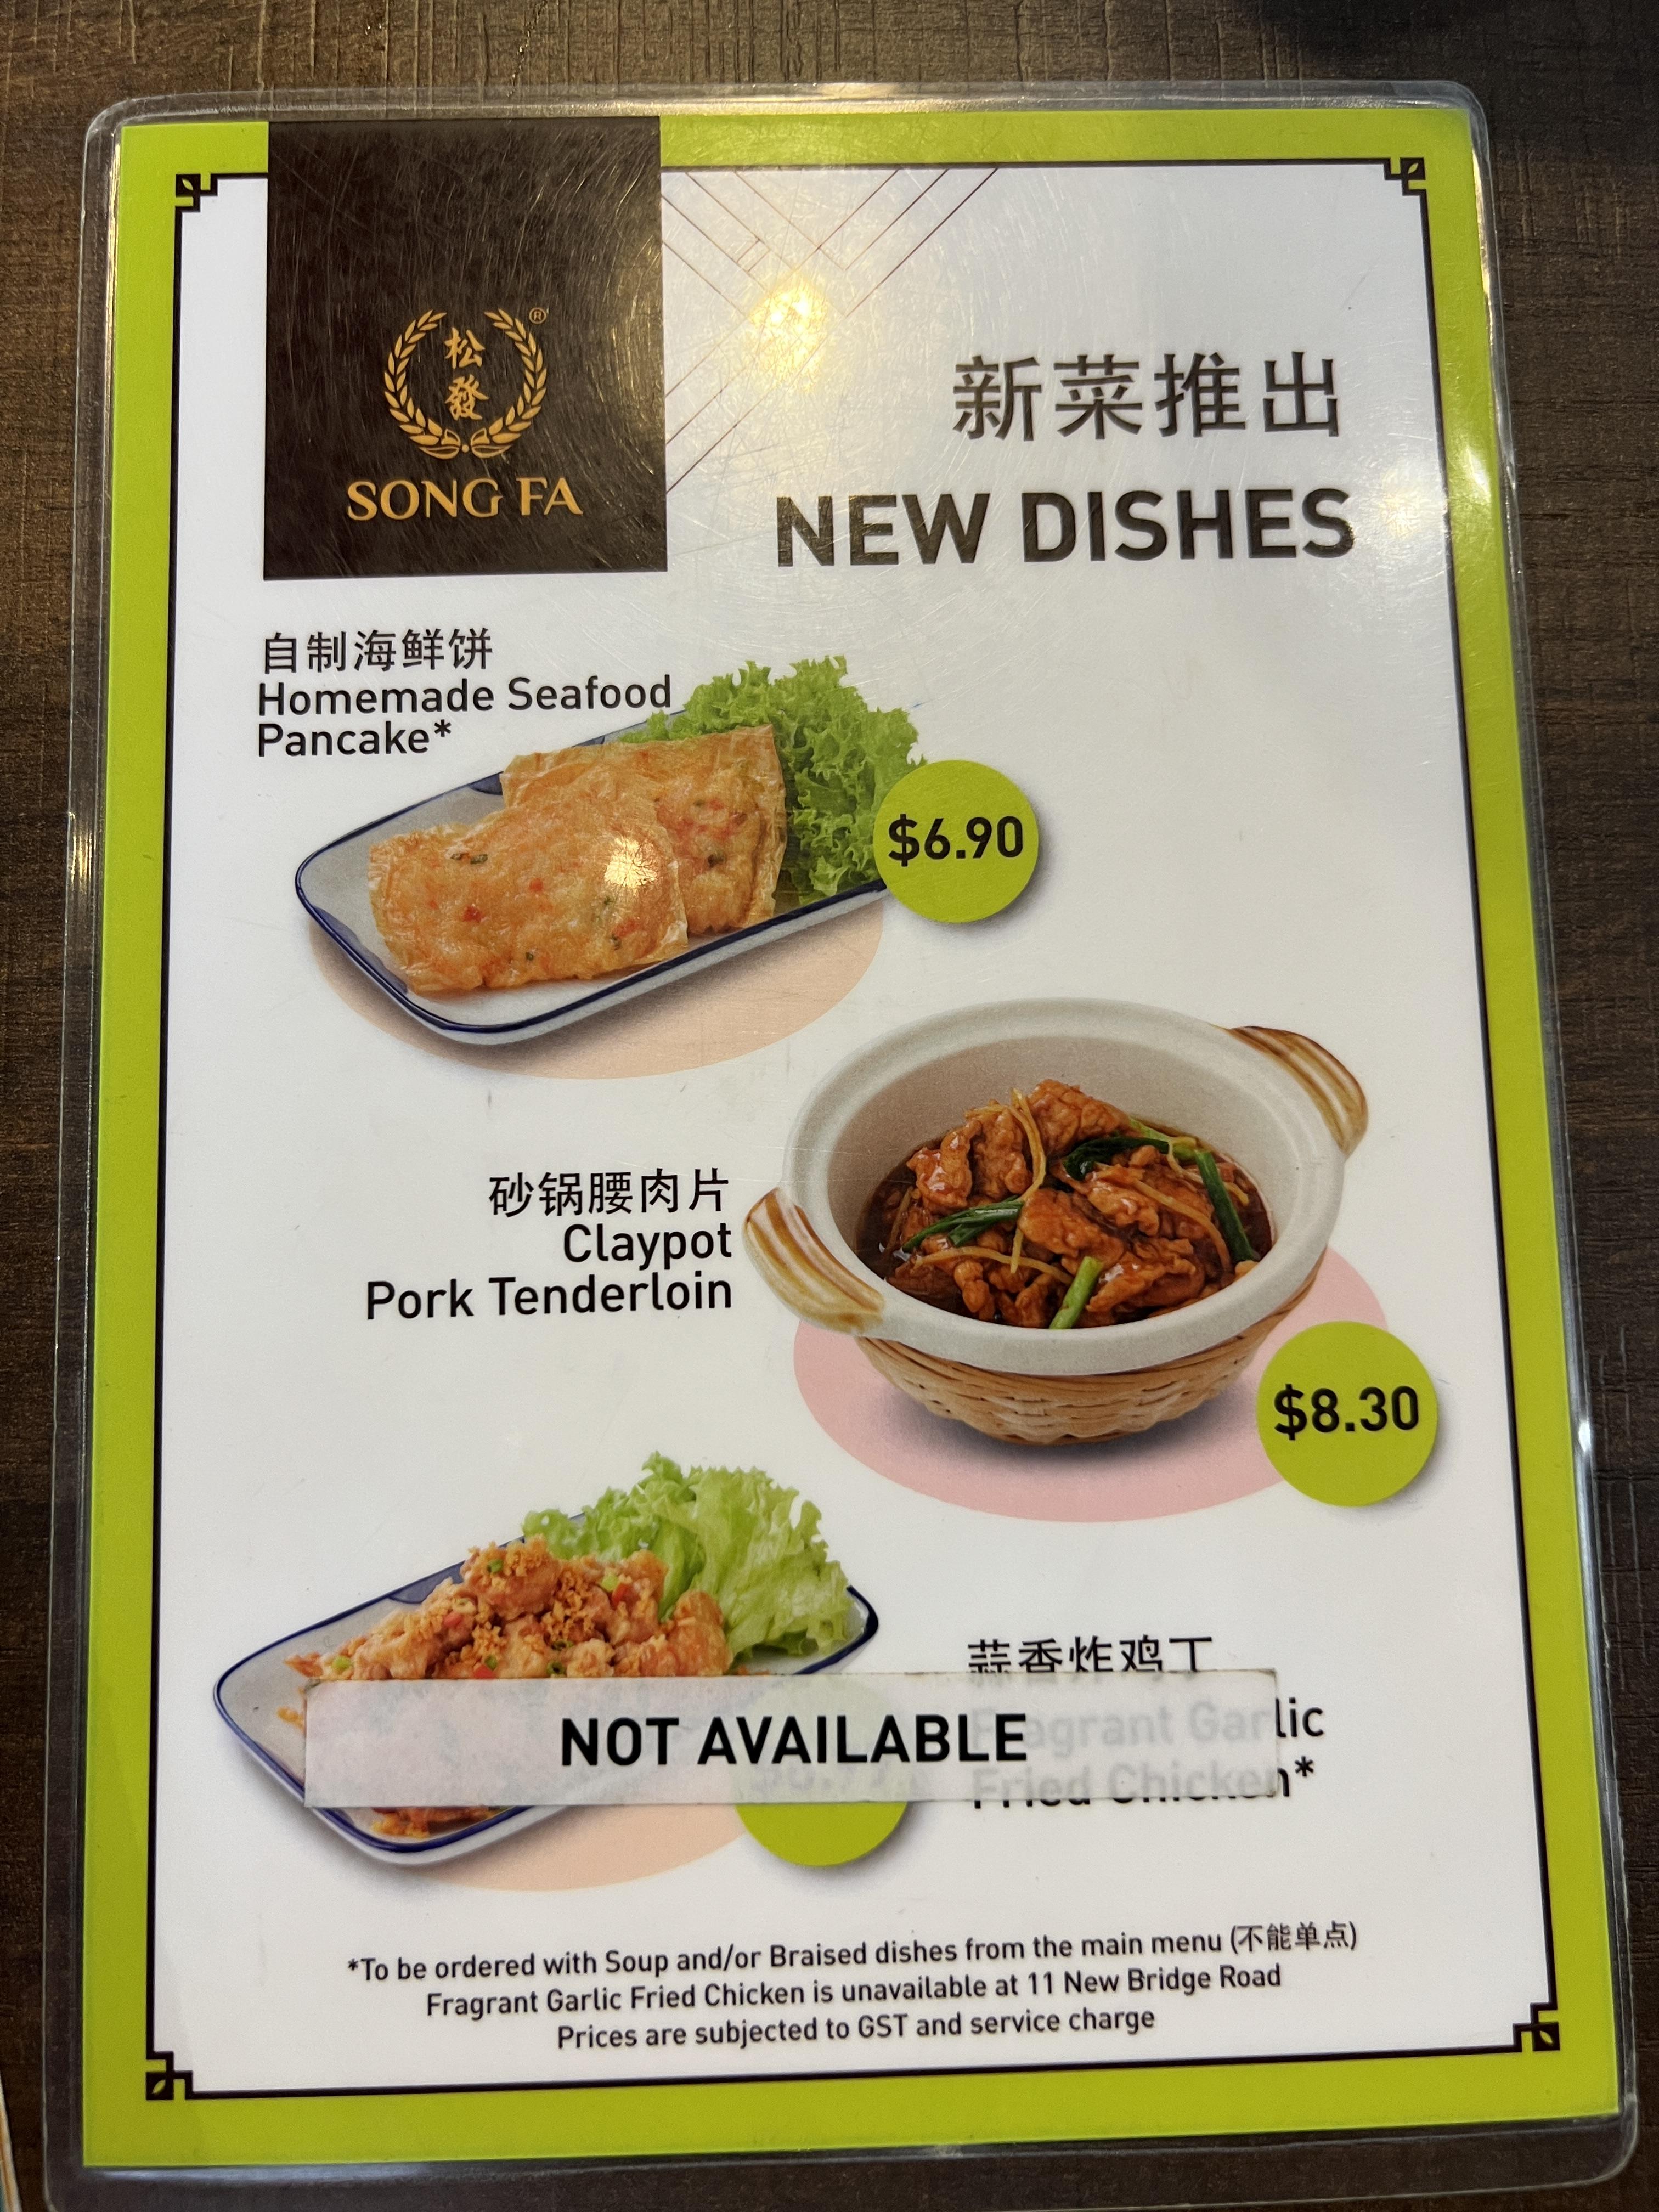 松
發
®
SONG FA
新菜推出
NEW DISHES
自制海鲜饼
Homemade Seafood
Pancake*
$6.90
砂锅腰肉片
Claypot
Pork Tenderloin
$8.30
蒜香炸鸡丁
Fragrant Garlic
Fried Chicken*
NOT AVAILABLE
*To be ordered with Soup and/or Braised dishes from the main menu (不能单点)
Fragrant Garlic Fried Chicken is unavailable at 11 New Bridge Road
Prices are subjected to GST and service charge